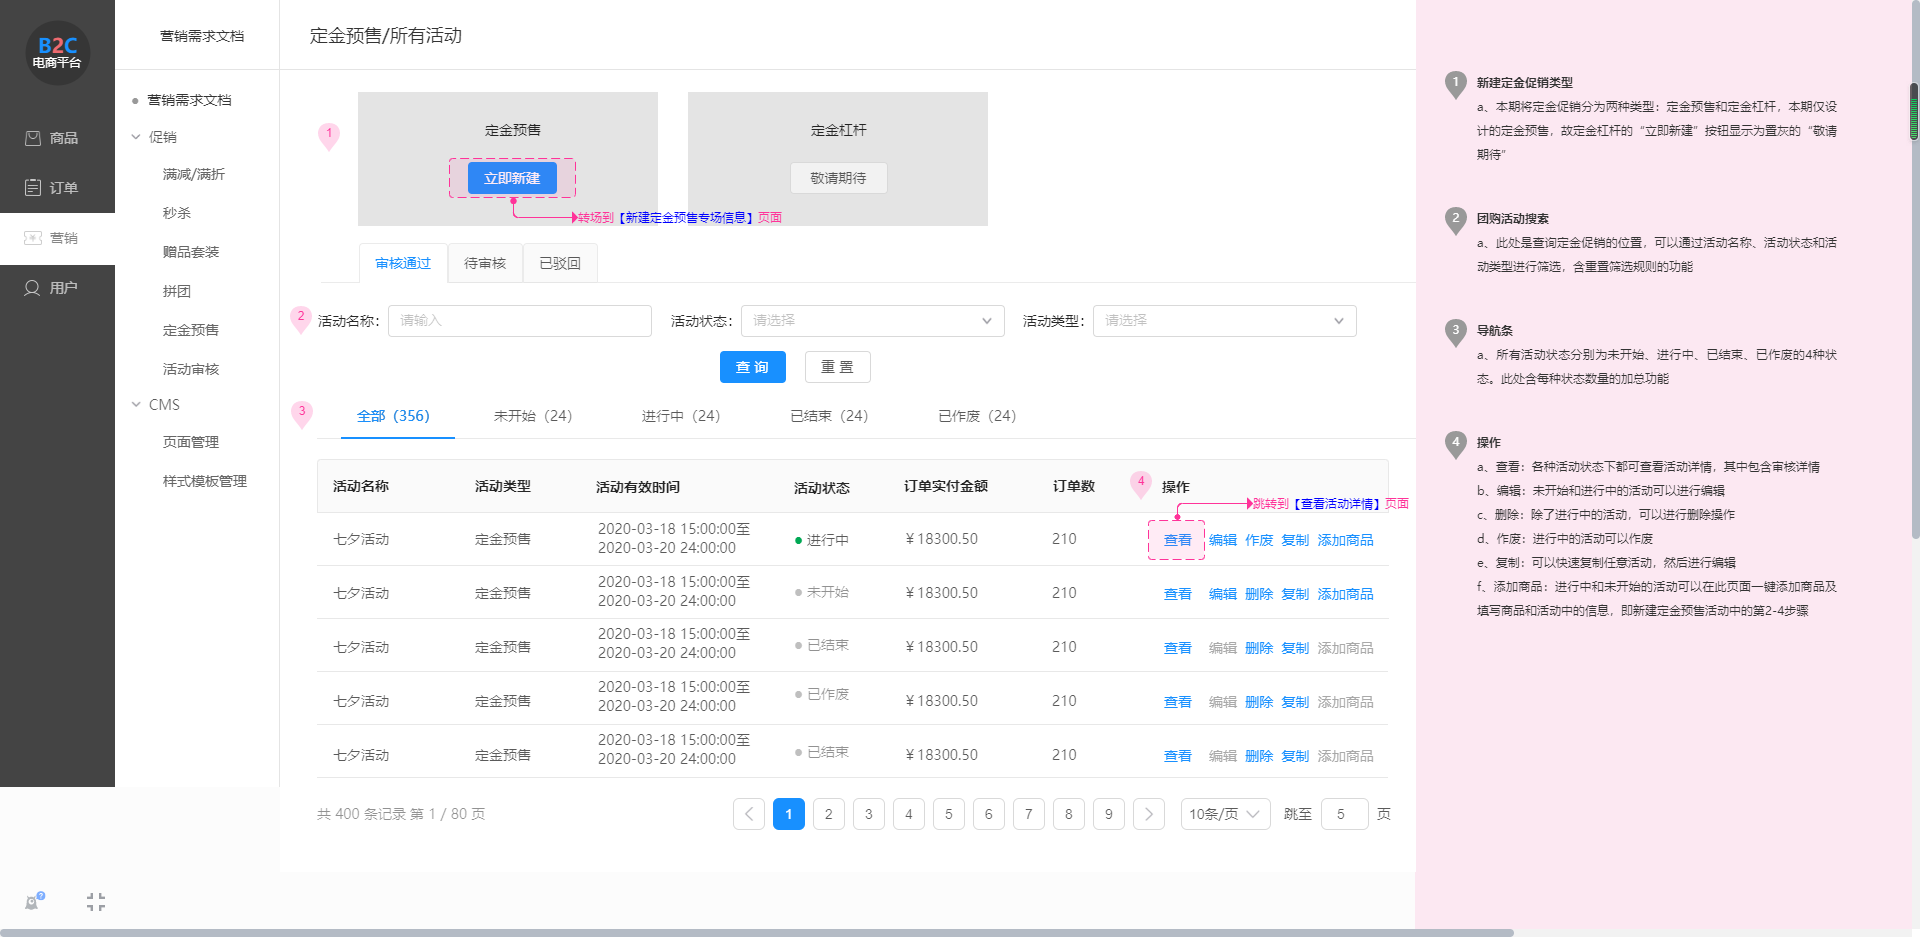 B2C
电商平台
商品
订单
营销
用户
营销需求文档
营销需求文档
促销
满减/满折
秒杀
赠品套装
拼团
定金预售
活动审核
CMS
页面管理
样式模板管理
定金预售/所有活动
1
定金预售
立即新建
转场到【新建定金预售专场信息】页面
定金杠杆
敬请期待
审核通过 待审核 已驳回
2 活动名称: 请输入 活动状态: 请选择 活动类型: 请选择
查 询 重 置
3 全部（356） 未开始（24） 进行中（24） 已结束（24） 已作废（24）
活动名称 活动类型 活动有效时间 活动状态 订单实付金额 订单数 4 操作
跳转到【查看活动详情】页面
七夕活动 定金预售 2020-03-18 15:00:00至
2020-03-20 24:00:00 进行中 ¥18300.50 210 查看 编辑 作废 复制 添加商品
七夕活动 定金预售 2020-03-18 15:00:00至
2020-03-20 24:00:00 未开始 ¥18300.50 210 查看 编辑 删除 复制 添加商品
七夕活动 定金预售 2020-03-18 15:00:00至
2020-03-20 24:00:00 已结束 ¥18300.50 210 查看 编辑 删除 复制 添加商品
七夕活动 定金预售 2020-03-18 15:00:00至
2020-03-20 24:00:00 已作废 ¥18300.50 210 查看 编辑 删除 复制 添加商品
七夕活动 定金预售 2020-03-18 15:00:00至
2020-03-20 24:00:00 已结束 ¥18300.50 210 查看 编辑 删除 复制 添加商品
共 400 条记录 第 1 / 80 页 1 2 3 4 5 6 7 8 9 10条/页 跳至 5 页
?
1 新建定金促销类型
a、本期将定金促销分为两种类型：定金预售和定金杠杆，本期仅设
计的定金预售，故定金杠杆的“立即新建”按钮显示为置灰的“敬请
期待”
2 团购活动搜索
a、此处是查询定金促销的位置，可以通过活动名称、活动状态和活
动类型进行筛选，含重置筛选规则的功能
3 导航条
a、所有活动状态分别为未开始、进行中、已结束、已作废的4种状
态。此处含每种状态数量的加总功能
4 操作
a、查看：各种活动状态下都可查看活动详情，其中包含审核详情
b、编辑：未开始和进行中的活动可以进行编辑
c、删除：除了进行中的活动，可以进行删除操作
d、作废：进行中的活动可以作废
e、复制：可以快速复制任意活动，然后进行编辑
f、添加商品：进行中和未开始的活动可以在此页面一键添加商品及
填写商品和活动中的信息，即新建定金预售活动中的第2-4步骤